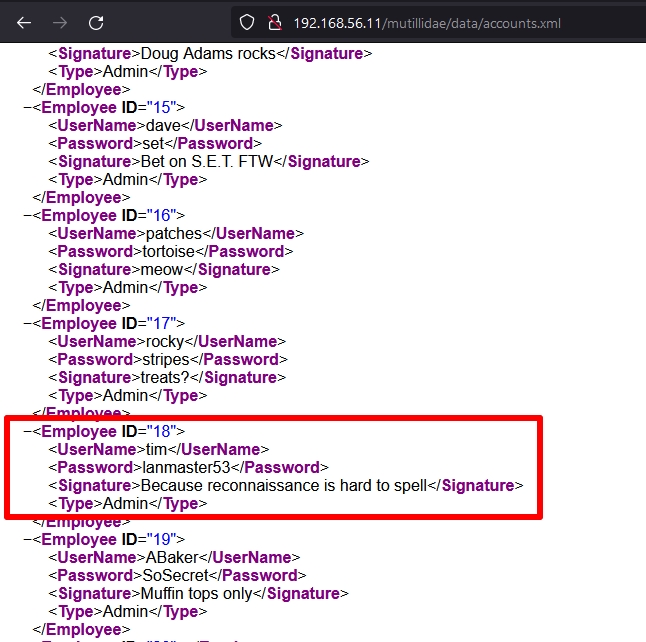 192.168.56.11/mutillidae/data/accounts.xml
<Signature>Doug Adams rocks</Signature>
<Type>Admin</Type>
</Employee>
−<Employee ID="15">
<UserName>dave</UserName>
<Password>set</Password>
<Signature>Bet on S.E.T. FTW</Signature>
<Type>Admin</Type>
</Employee>
−<Employee ID="16">
<UserName>patches</UserName>
<Password>tortoise</Password>
<Signature>meow</Signature>
<Type>Admin</Type>
</Employee>
−<Employee ID="17">
<UserName>rocky</UserName>
<Password>stripes</Password>
<Signature>treats?</Signature>
<Type>Admin</Type>
</Employee>
−<Employee ID="18">
<UserName>tim</UserName>
<Password>lanmaster53</Password>
<Signature>Because reconnaissance is hard to spell</Signature>
<Type>Admin</Type>
</Employee>
−<Employee ID="19">
<UserName>ABaker</UserName>
<Password>SoSecret</Password>
<Signature>Muffin tops only</Signature>
<Type>Admin</Type>
</Employee>